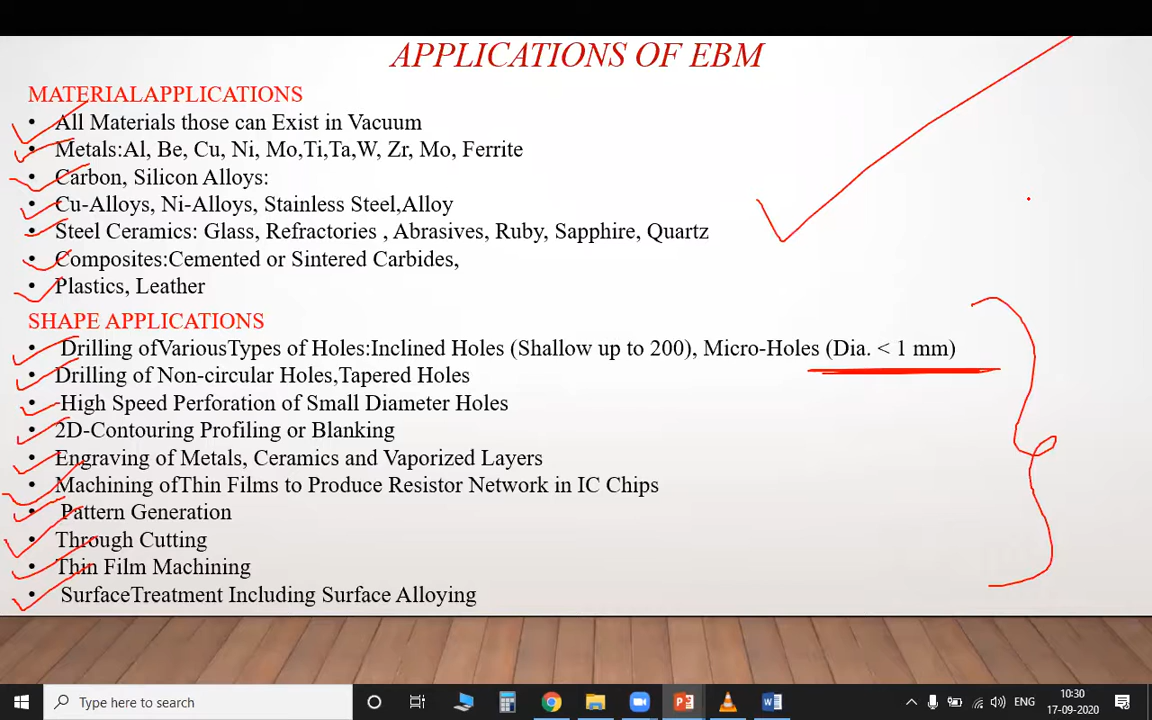 APPLICATIONS OF EBM
MATERIALAPPLICATIONS
• All Materials those can Exist in Vacuum
• Metals:Al, Be, Cu, Ni, Mo,Ti,Ta,W, Zr, Mo, Ferrite
• Carbon, Silicon Alloys:
• Cu-Alloys, Ni-Alloys, Stainless Steel,Alloy
• Steel Ceramics: Glass, Refractories , Abrasives, Ruby, Sapphire, Quartz
• Composites:Cemented or Sintered Carbides,
• Plastics, Leather
SHAPE APPLICATIONS
• Drilling ofVariousTypes of Holes:Inclined Holes (Shallow up to 200), Micro-Holes (Dia. < 1 mm)
• Drilling of Non-circular Holes,Tapered Holes
• High Speed Perforation of Small Diameter Holes
• 2D-Contouring Profiling or Blanking
• Engraving of Metals, Ceramics and Vaporized Layers
• Machining ofThin Films to Produce Resistor Network in IC Chips
• Pattern Generation
• Through Cutting
• Thin Film Machining
• SurfaceTreatment Including Surface Alloying
Type here to search
ENG
10:30
17-09-2020